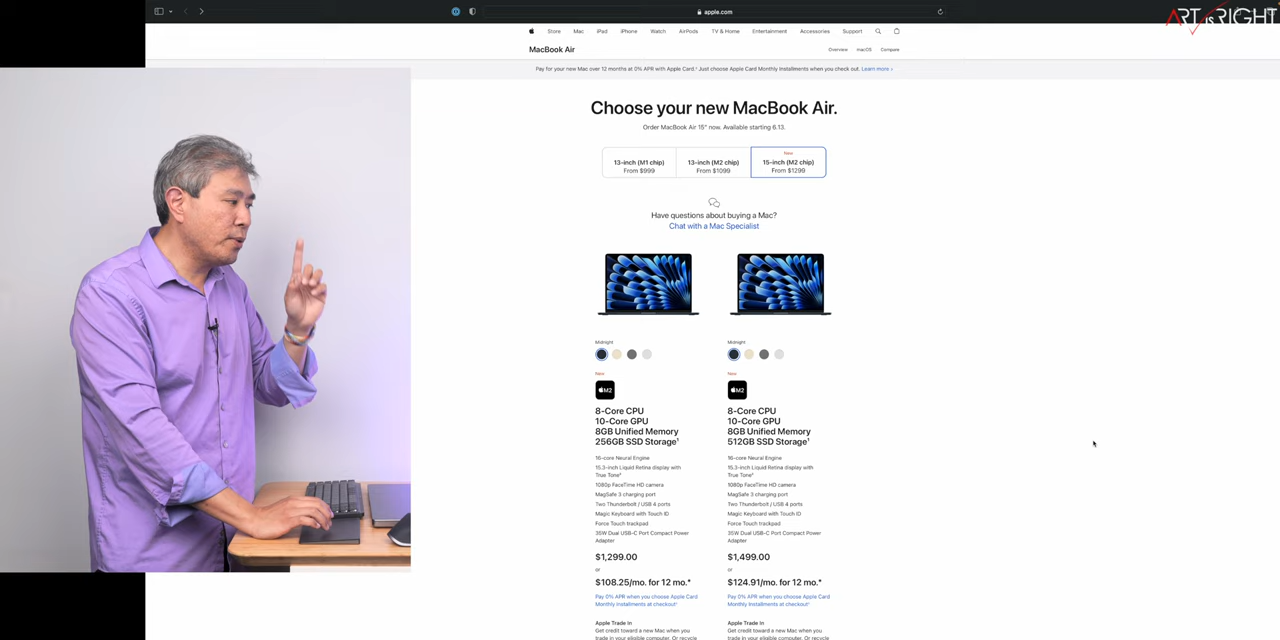 apple.com
ART IS RIGHT
Store Mac iPad iPhone Watch AirPods TV & Home Entertainment Accessories Support
MacBook Air
Overview macOS Compare
Pay for your new Mac over 12 months at 0% APR with Apple Card.¹ Just choose Apple Card Monthly Installments when you check out. Learn more >
Choose your new MacBook Air.
Order MacBook Air 15" now. Available starting 6.13.
New
13-inch (M1 chip) 13-inch (M2 chip) 15-inch (M2 chip)
From $999 From $1099 From $1299
Have questions about buying a Mac?
Chat with a Mac Specialist
Midnight Midnight
New New
M2 M2
8-Core CPU 8-Core CPU
10-Core GPU 10-Core GPU
8GB Unified Memory 8GB Unified Memory
256GB SSD Storage¹ 512GB SSD Storage¹
16-core Neural Engine 16-core Neural Engine
15.3-inch Liquid Retina display with 15.3-inch Liquid Retina display with
True Tone² True Tone²
1080p FaceTime HD camera 1080p FaceTime HD camera
MagSafe 3 charging port MagSafe 3 charging port
Two Thunderbolt / USB 4 ports Two Thunderbolt / USB 4 ports
Magic Keyboard with Touch ID Magic Keyboard with Touch ID
Force Touch trackpad Force Touch trackpad
35W Dual USB-C Port Compact Power 35W Dual USB-C Port Compact Power
Adapter Adapter
$1,299.00 $1,499.00
or or
$108.25/mo. for 12 mo.* $124.91/mo. for 12 mo.*
Pay 0% APR when you choose Apple Card Pay 0% APR when you choose Apple Card
Monthly Installments at checkout⁺ Monthly Installments at checkout⁺
Apple Trade In Apple Trade In
Get credit toward a new Mac when you Get credit toward a new Mac when you
trade in your eligible computer. Or recycle trade in your eligible computer. Or recycle